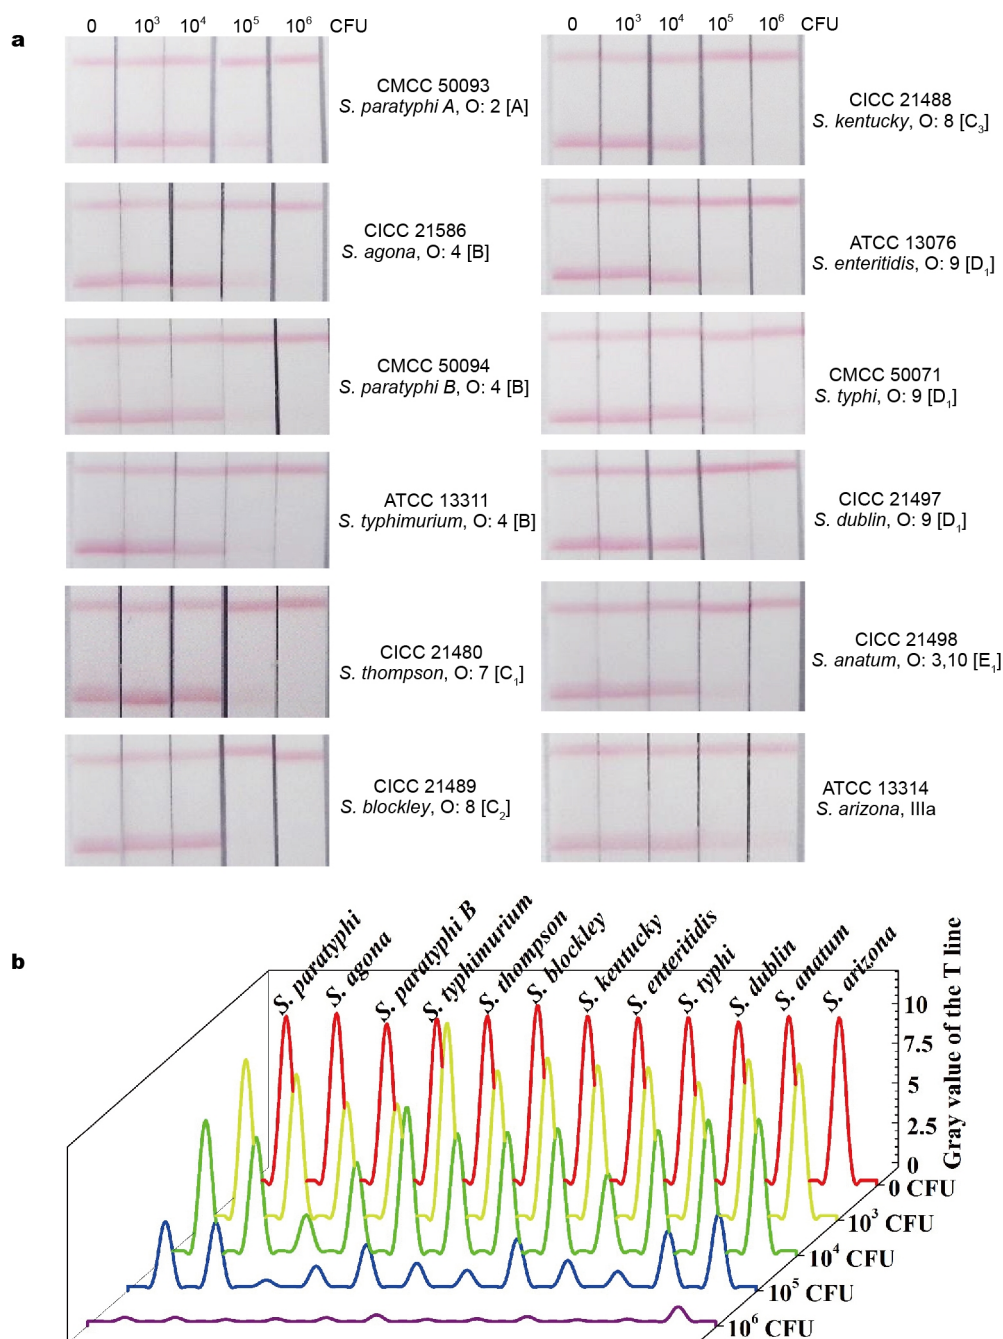 a
0 10³ 10⁴ 10⁵ 10⁶ CFU
CMCC 50093
S. paratyphi A, O: 2 [A]
CICC 21586
S. agona, O: 4 [B]
CMCC 50094
S. paratyphi B, O: 4 [B]
ATCC 13311
S. typhimurium, O: 4 [B]
CICC 21480
S. thompson, O: 7 [C₁]
CICC 21489
S. blockley, O: 8 [C₂]
0 10³ 10⁴ 10⁵ 10⁶ CFU
CICC 21488
S. kentucky, O: 8 [C₃]
ATCC 13076
S. enteritidis, O: 9 [D₁]
CMCC 50071
S. typhi, O: 9 [D₁]
CICC 21497
S. dublin, O: 9 [D₁]
CICC 21498
S. anatum, O: 3,10 [E₁]
ATCC 13314
S. arizona, IIIa
b
S. paratyphi
S. agona
S. paratyphi B
S. typhimurium
S. thompson
S. blockley
S. kentucky
S. enteritidis
S. typhi
S. dublin
S. anatum
S. arizona
10
7.5
5
2.5
0
Gray value of the T line
0 CFU
10³ CFU
10⁴ CFU
10⁵ CFU
10⁶ CFU